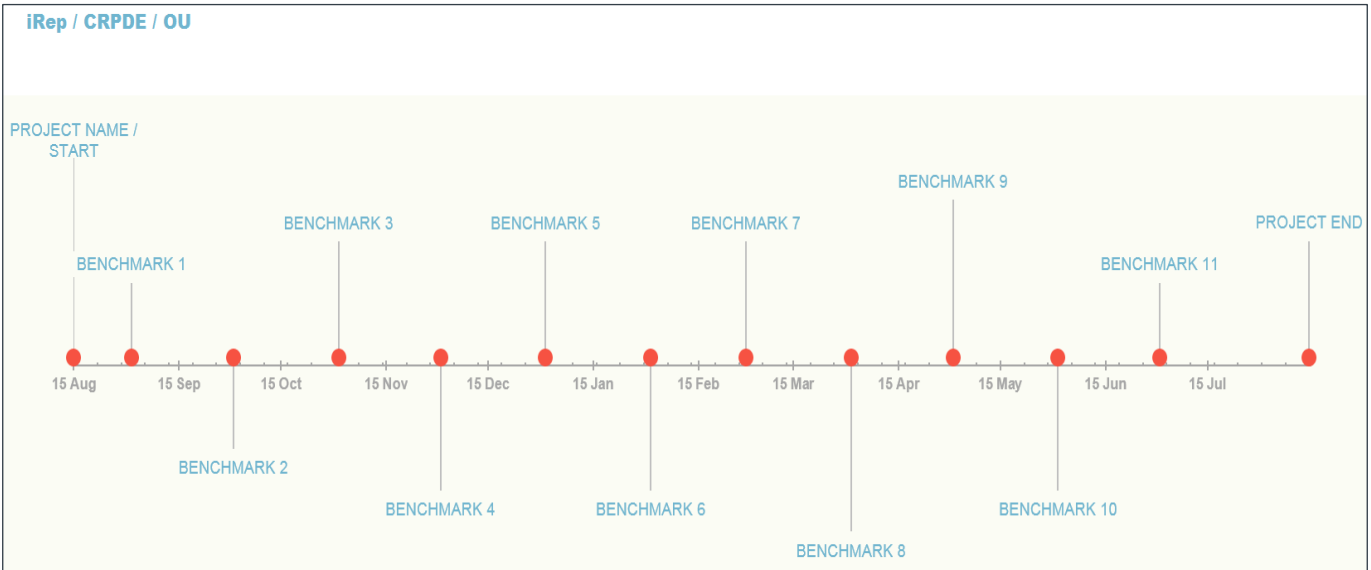 iRep / CRPDE / OU
PROJECT NAME /
START
BENCHMARK 9
BENCHMARK 3
BENCHMARK 5
BENCHMARK 7
PROJECT END
BENCHMARK 1
BENCHMARK 11
15 Aug
15 Sep
15 Oct
15 Nov
15 Dec
15 Jan
15 Feb
15 Mar
15 Apr
15 May
15 Jun
15 Jul
BENCHMARK 2
BENCHMARK 4
BENCHMARK 6
BENCHMARK 10
BENCHMARK 8